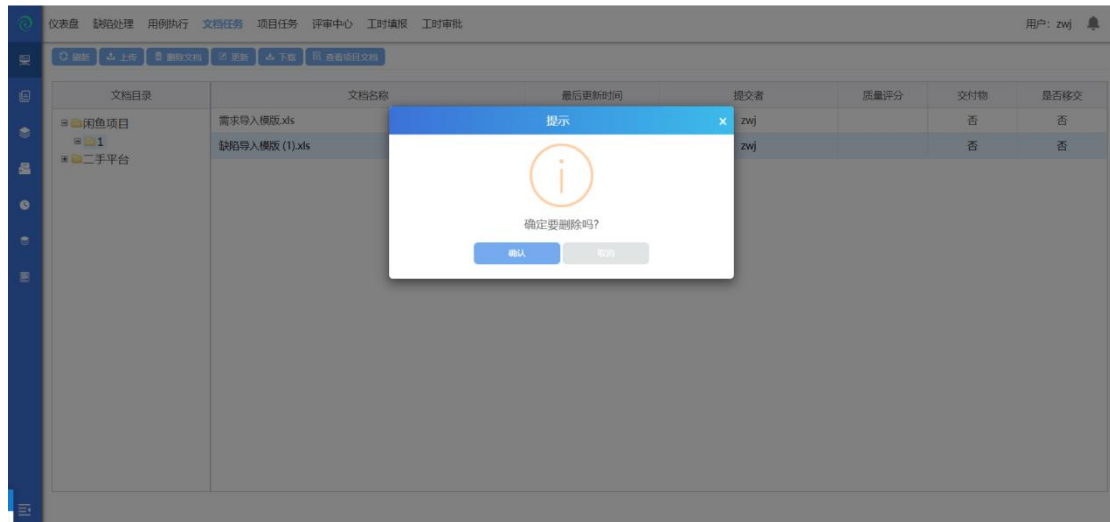 仪表盘 缺陷处理 用例执行 文档任务 项目任务 评审中心 工时填报 工时审批 用户：zwj
刷新 上传 删除文档 更新 下载 查看项目文档
文档目录 文档名称 最后更新时间 提交者 质量评分 交付物 是否移交
闲鱼项目
1
二手平台
需求导入模版.xls zwj 否 否
缺陷导入模版 (1).xls zwj 否 否
提示
确定要删除吗?
确认 取消